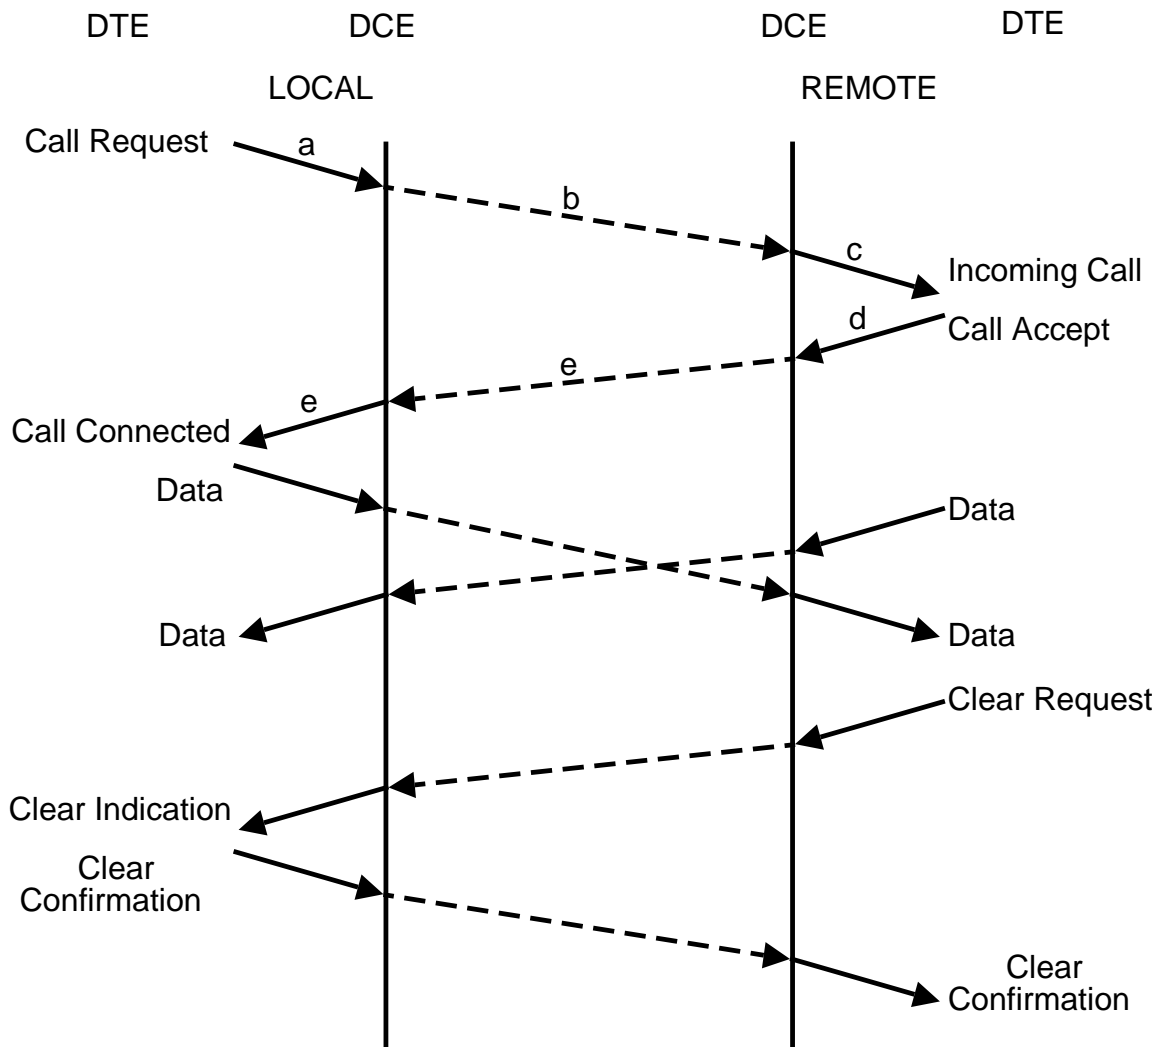 DTE DCE DCE DTE
LOCAL REMOTE
Call Request a
b
c
Incoming Call
d
Call Accept
e
e
Call Connected
Data
Data
Data
Data
Clear Request
Clear Indication
Clear
Confirmation
Clear
Confirmation